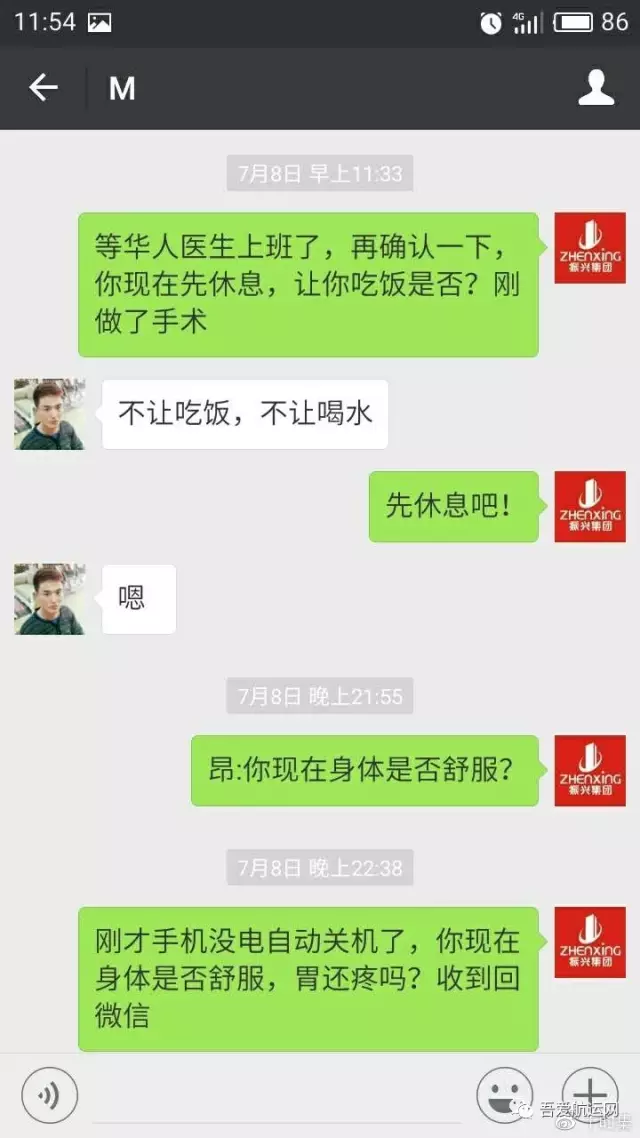 11:54
4G
86
M
7月8日 早上11:33
等华人医生上班了，再确认一下，
你现在先休息，让你吃饭是否？刚
做了手术
ZHENXING
振兴集团
不让吃饭，不让喝水
先休息吧！
ZHENXING
振兴集团
嗯
7月8日 晚上21:55
昂:你现在身体是否舒服？
ZHENXING
振兴集团
7月8日 晚上22:38
刚才手机没电自动关机了，你现在
身体是否舒服，胃还疼吗？收到回
微信
ZHENXING
振兴集团
吾爱航运网